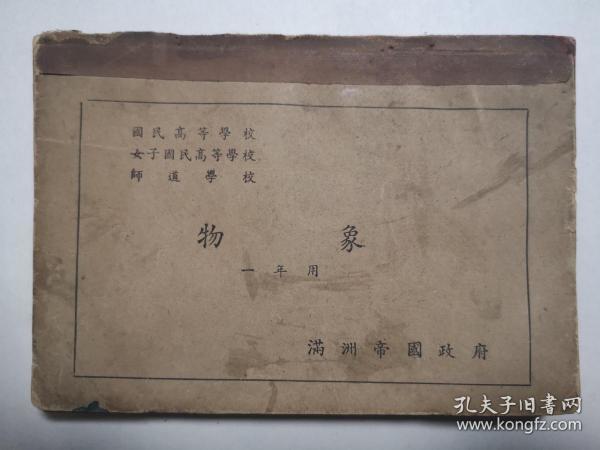 國民高等學校
女子國民高等學校
師道學校
物象
一年用
滿洲帝國政府
孔夫子旧书网
www.kongfz.com